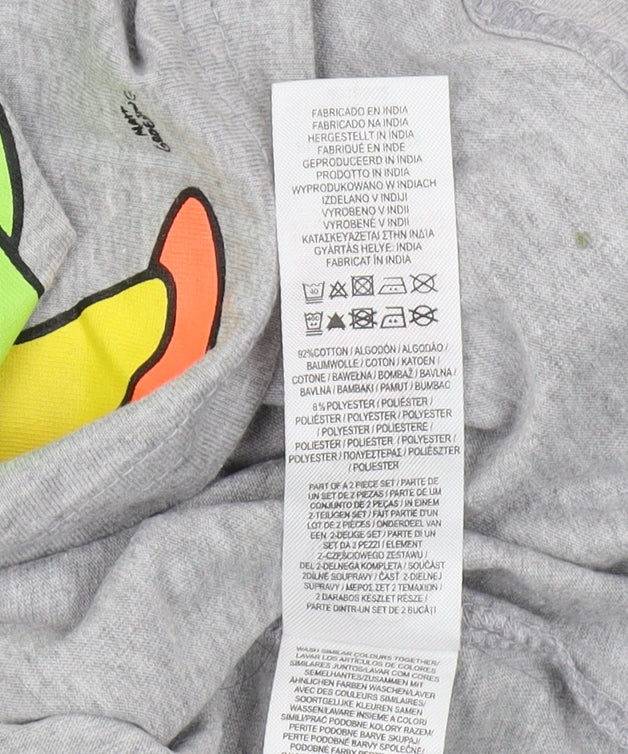 FABRICADO EN INDIA
FABRICADO NA INDIA
HERGESTELLT IN INDIA
FABRIQUÉ EN INDE
GEPRODUCEERD IN INDIA
PRODOTTO IN INDIA
WYPRODUKOWANO W INDIACH
IZDELANO V INDIJI
VYROBENO V INDII
VYROBENÉ V INDII
ΚΑΤΑΣΚΕΥΑΖΕΤΑΙ ΣΤΗΝ ΙΝΔΙΑ
GYÁRTÁS HELYE: INDIA
FABRICAT ÎN INDIA
40
92%COTTON / ALGODÓN / ALGODÃO /
BAUMWOLLE / COTON / KATOEN /
COTONE / BAWEŁNA / BOMBAŽ / BAVLNA /
BAVLNA / BAMBAKI / PAMUT / BUMBAC
8%POLYESTER / POLIÉSTER /
POLIÉSTER / POLYESTER / POLYESTER
/ POLYESTER / POLIESTERE /
POLIESTER / POLIESTER / POLYESTER /
POLYESTER / ΠΟΛΥΕΣΤΕΡΑΣ / POLIÉSZTER
/ POLIESTER
PART OF A 2 PIECE SET / PARTE DE
UN SET DE 2 PIEZAS / PARTE DE UM
CONJUNTO DE 2 PEÇAS / IN EINEM
2-TEILIGEN SET / FAIT PARTIE D'UN
LOT DE 2 PIÈCES / ONDERDEEL VAN
EEN 2-DELIGE SET / PARTE DI UN
SET DA 2 PEZZI / ELEMENT
2-CZĘŚCIOWEGO ZESTAWU /
DEL 2-DELNEGA KOMPLETA / SOUČÁST
2DÍLNÉ SOUPRAVY / ČASŤ 2-DIELNEJ
SÚPRAVY / ΜΕΡΟΣ ΣΕΤ 2 ΤΕΜΑΧΙΩΝ /
2 DARABOS KÉSZLET RÉSZE /
PARTE DINTR-UN SET DE 2 BUCĂȚI
WASH SIMILAR COLOURS TOGETHER/
LAVAR LOS ARTÍCULOS DE COLORES
SIMILARES JUNTOS/LAVAR COM CORES
SEMELHANTES/ZUSAMMEN MIT
ÄHNLICHEN FARBEN WASCHEN/LAVER
AVEC DES COULEURS SIMILAIRES/
SOORTGELIJKE KLEUREN SAMEN
WASSEN/LAVARE INSIEME A COLORI
SIMILI/PRAĆ PODOBNE KOLORY RAZEM/
PERITE PODOBNE BARVE SKUPAJ/
PERTE PODOBNÉ BARVY SPOLEČNĚ/